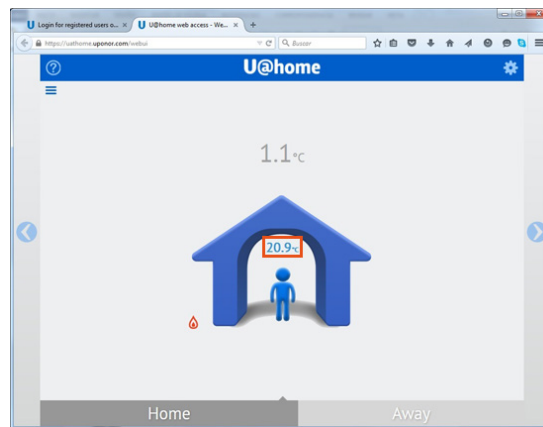 Login for registered users o...
U@home web access - We...
https://uathome.uponor.com/websui
Buscar
U@home
1.1°C
20.9°C
Home
Away